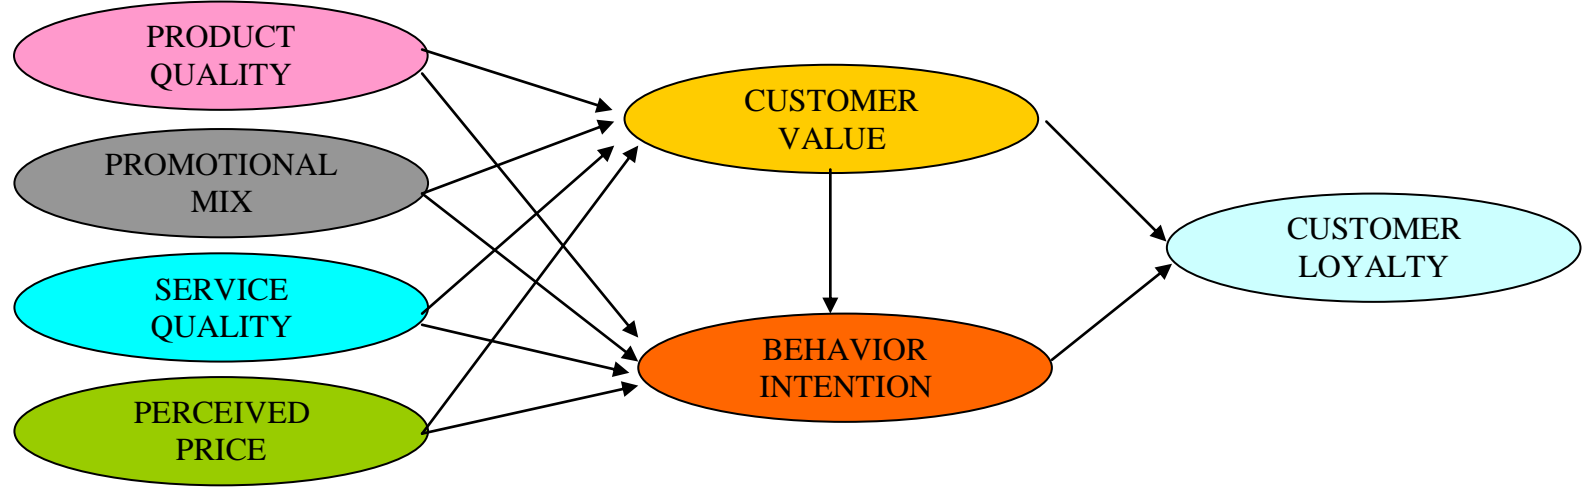 PRODUCT
QUALITY
PROMOTIONAL
MIX
SERVICE
QUALITY
PERCEIVED
PRICE
CUSTOMER
VALUE
BEHAVIOR
INTENTION
CUSTOMER
LOYALTY